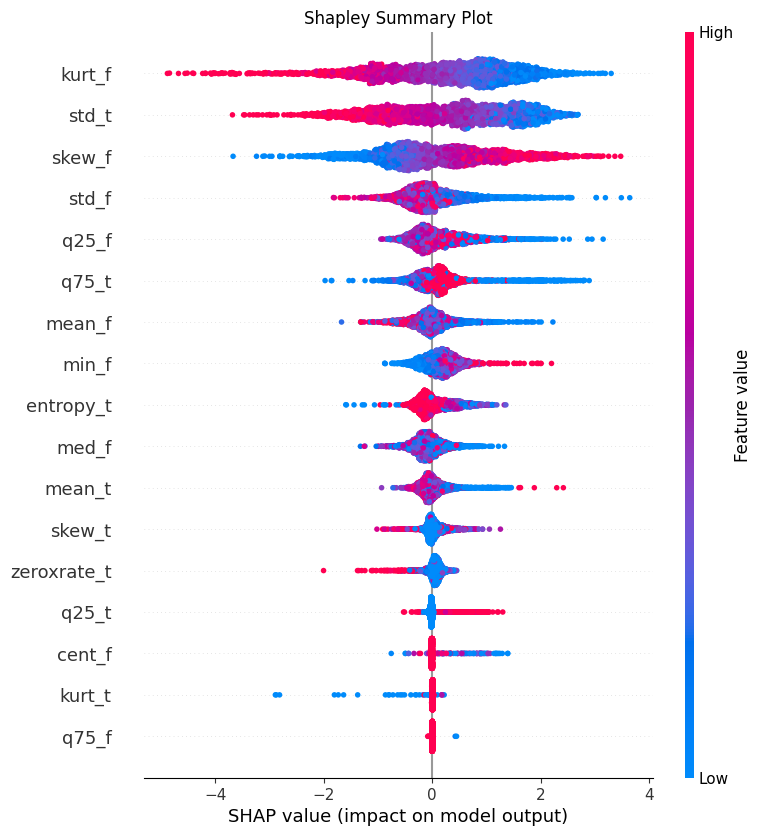 Shapley Summary Plot
High
kurt_f
std_t
skew_f
std_f
q25_f
q75_t
mean_f
min_f
entropy_t
med_f
mean_t
skew_t
zeroxrate_t
q25_t
cent_f
kurt_t
q75_f
Feature value
Low
−4
−2
0
2
4
SHAP value (impact on model output)